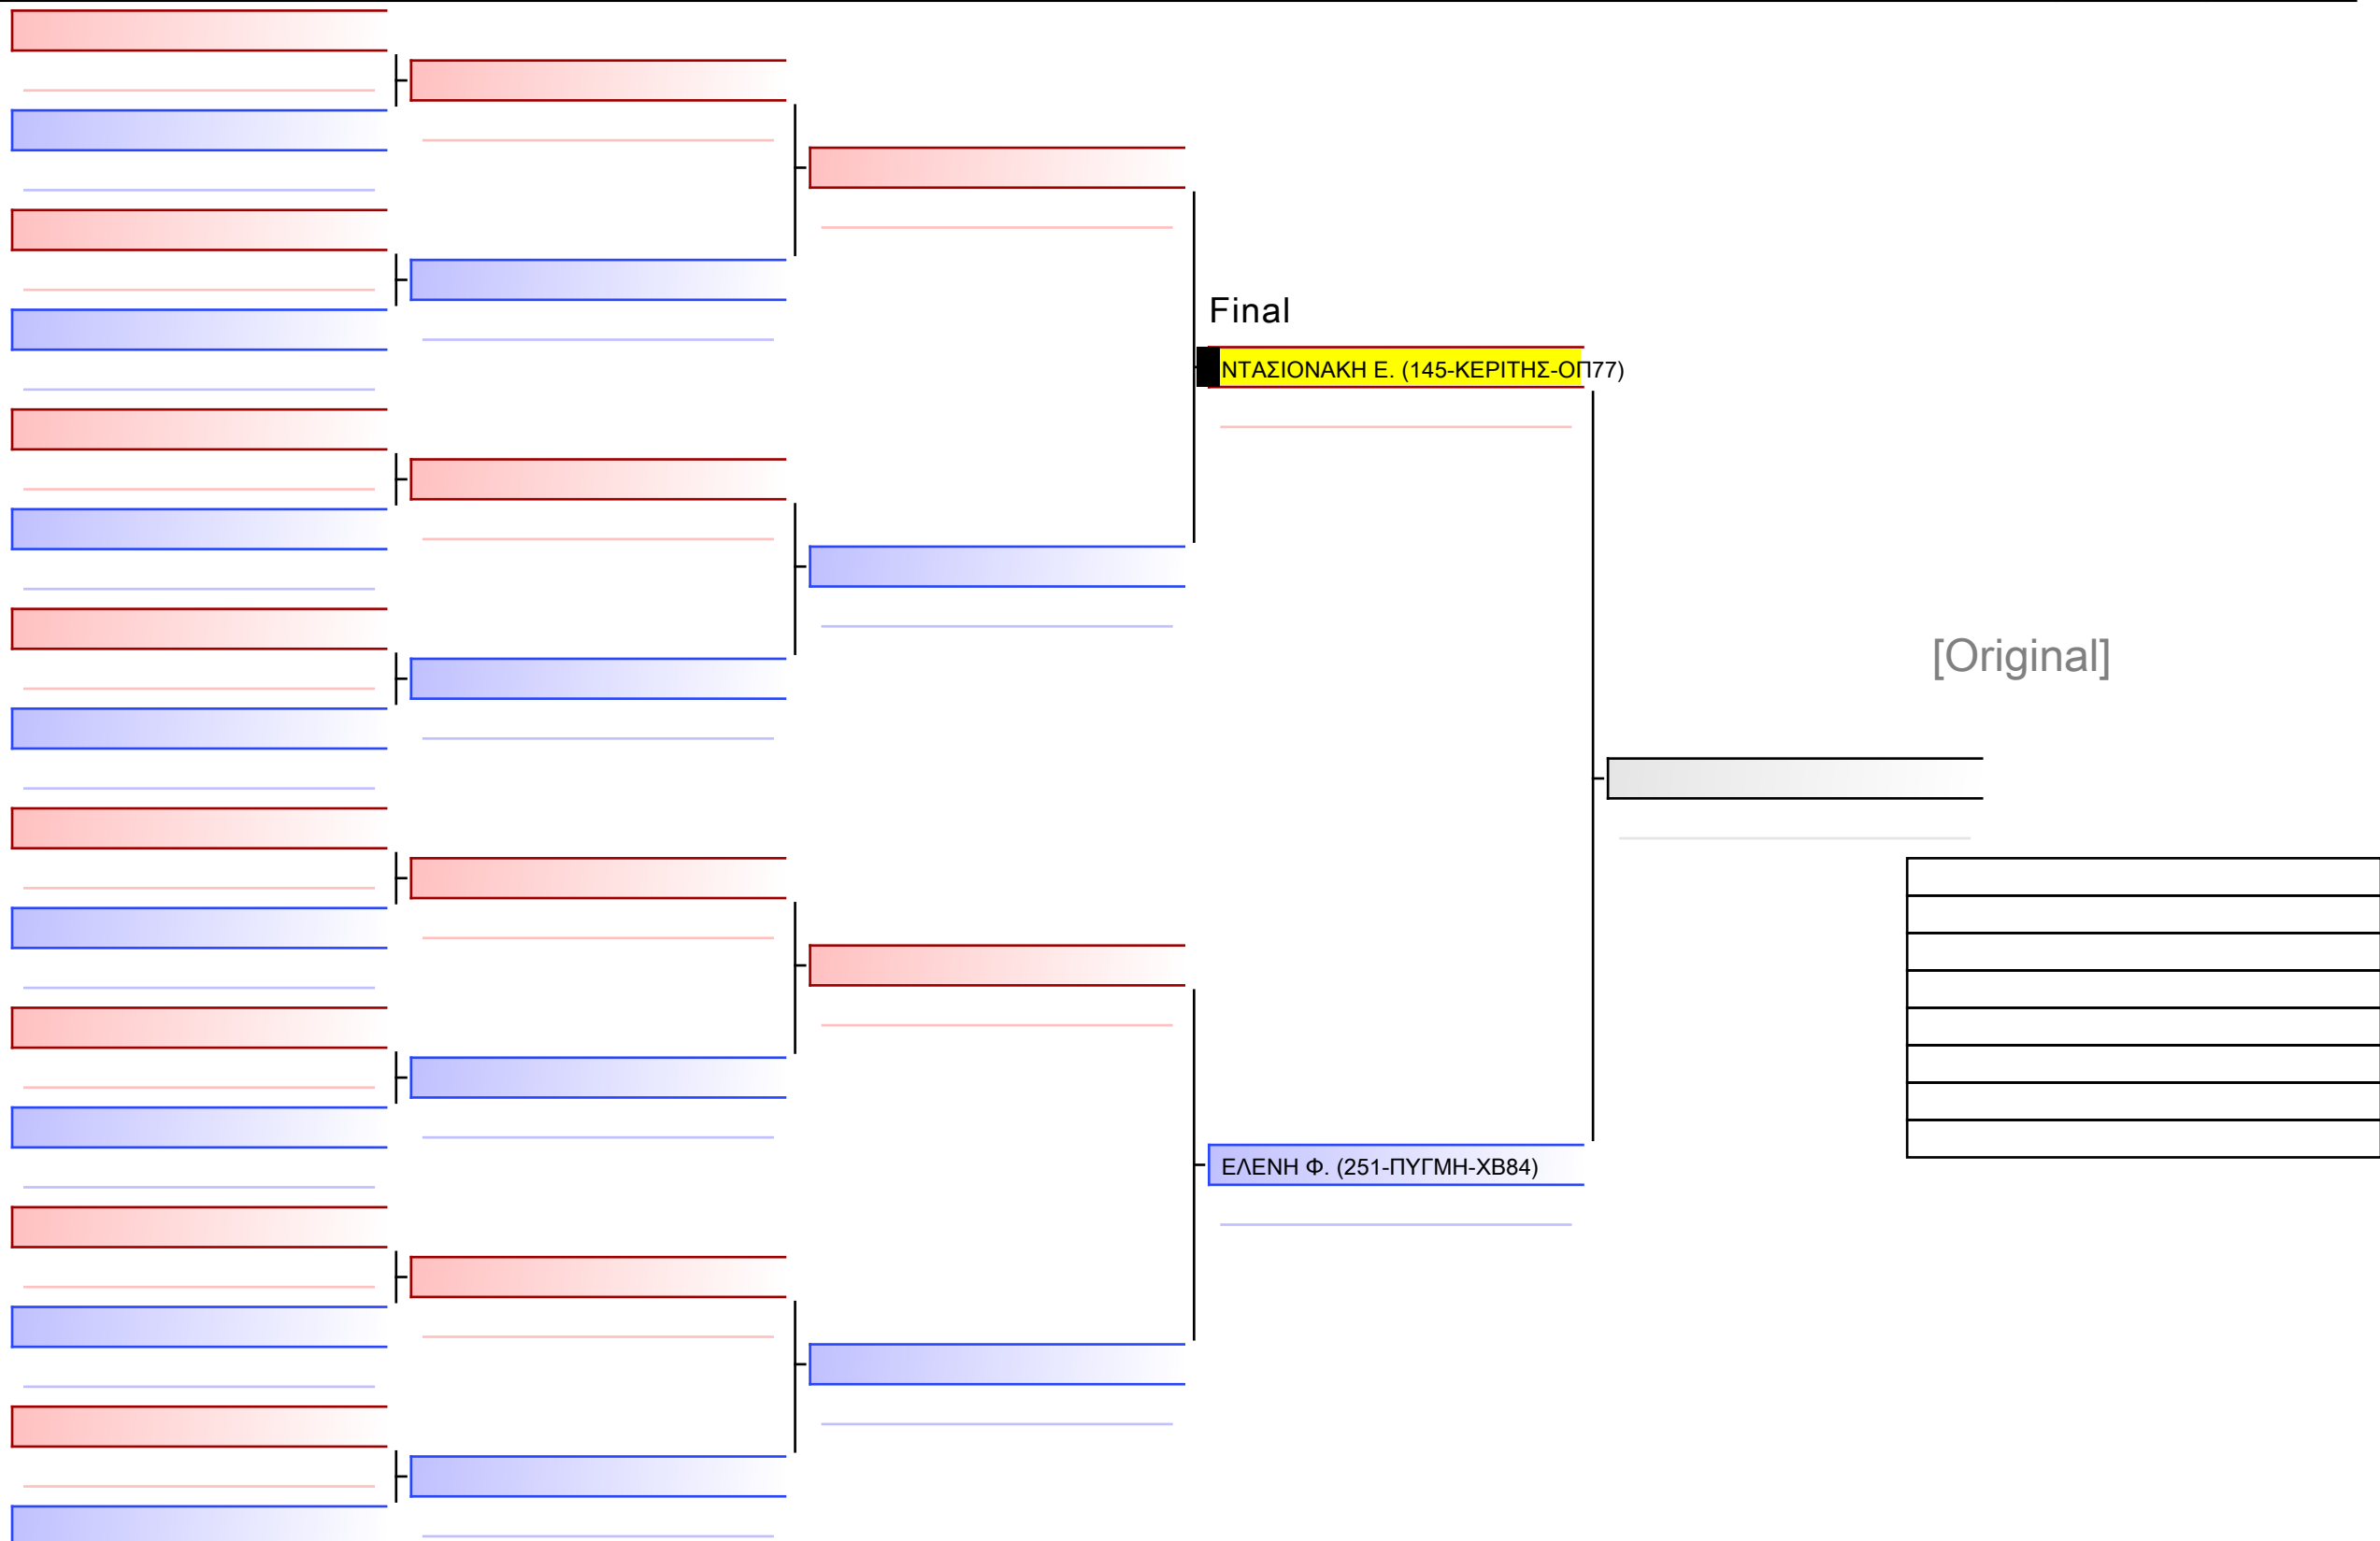 Final
ΝΤΑΣΙΟΝΑΚΗ Ε. (145-ΚΕΡΙΤΗΣ-ΟΠ77)
[Original]
ΕΛΕΝΗ Φ. (251-ΠΥΓΜΗ-ΧΒ84)